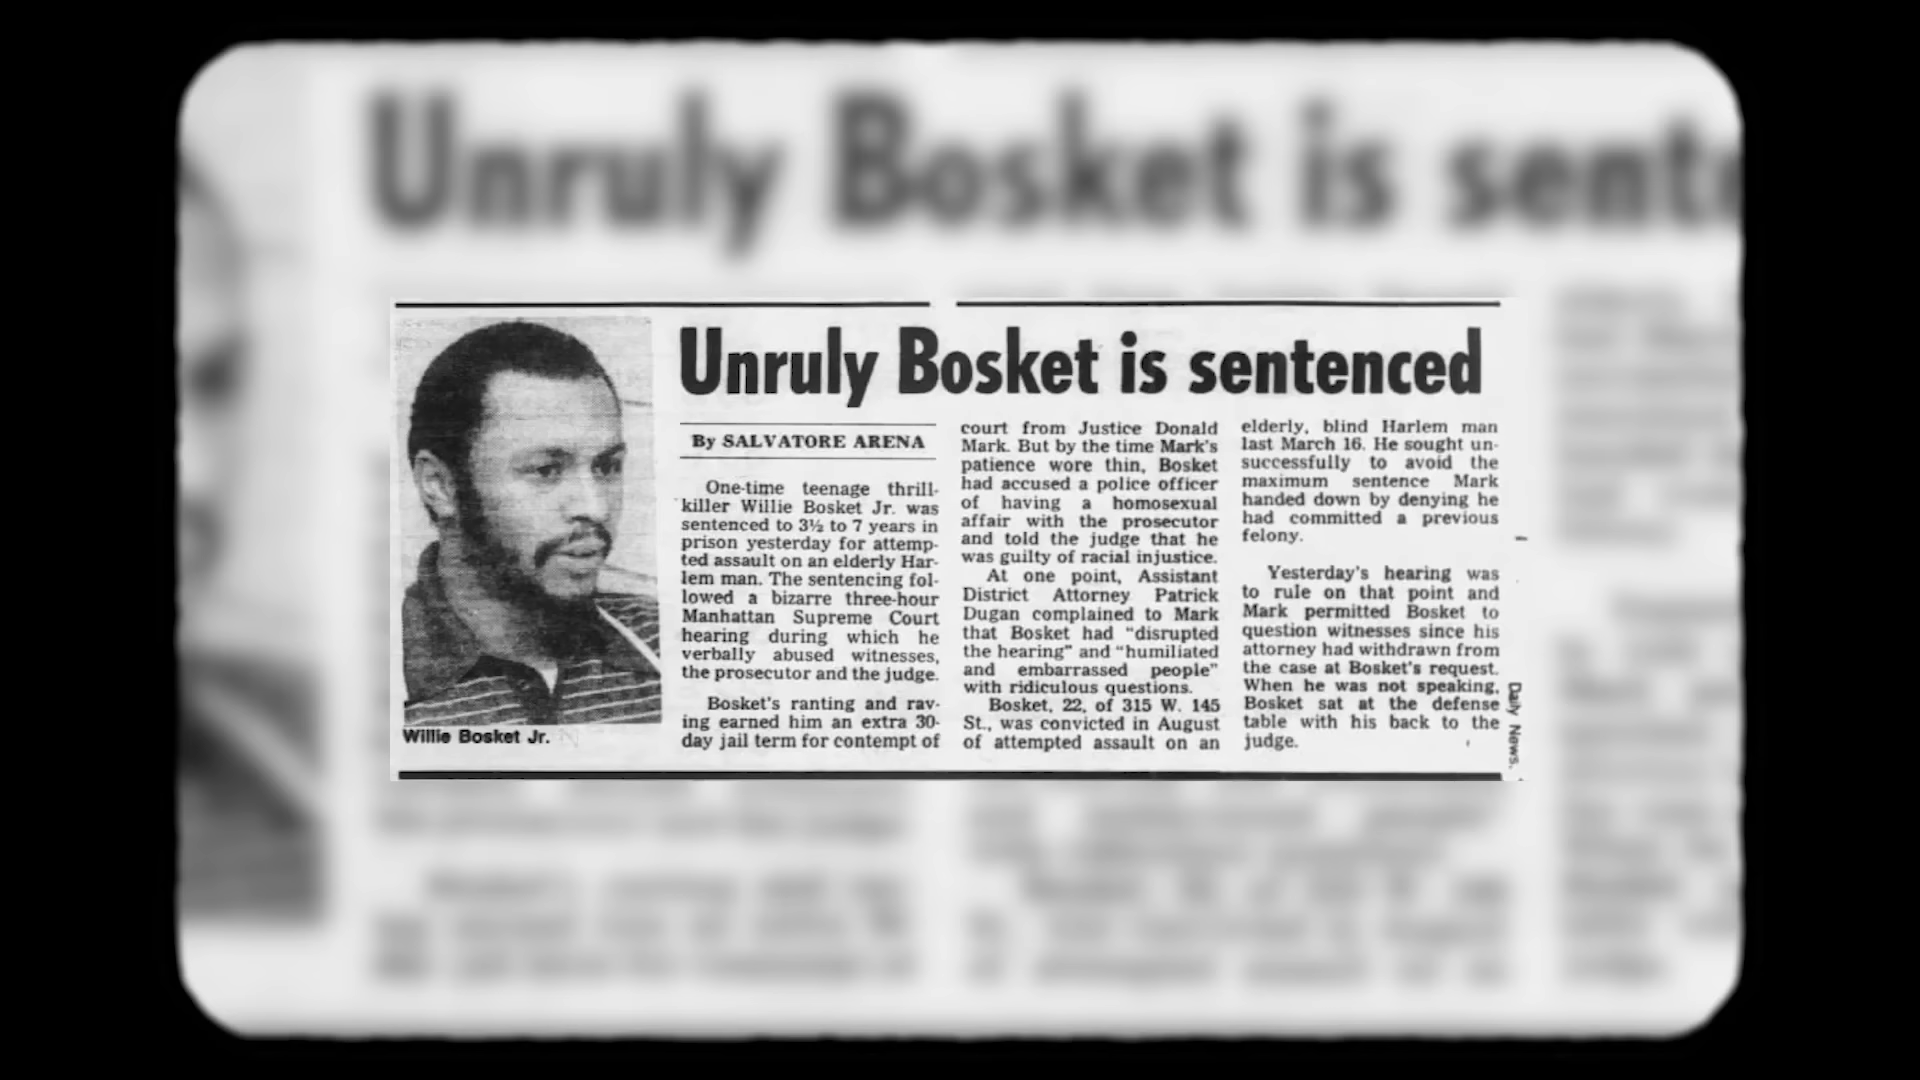 Unruly Bosket is sente
Unruly Bosket is sentenced
By SALVATORE ARENA
One-time teenage thrill-
killer Willie Bosket Jr. was
sentenced to 3½ to 7 years in
prison yesterday for attemp-
ted assault on an elderly Har-
lem man. The sentencing fol-
lowed a bizarre three-hour
Manhattan Supreme Court
hearing during which he
verbally abused witnesses,
the prosecutor and the judge.
Bosket's ranting and rav-
ing earned him an extra 30-
day jail term for contempt of
court from Justice Donald
Mark. But by the time Mark's
patience wore thin, Bosket
had accused a police officer
of having a homosexual
affair with the prosecutor
and told the judge that he
was guilty of racial injustice.
At one point, Assistant
District Attorney Patrick
Dugan complained to Mark
that Bosket had "disrupted
the hearing" and "humiliated
and embarrassed people"
with ridiculous questions.
Bosket, 22, of 315 W. 145
St., was convicted in August
of attempted assault on an
elderly, blind Harlem man
last March 16. He sought un-
successfully to avoid the
maximum sentence Mark
handed down by denying he
had committed a previous
felony.
Yesterday's hearing was
to rule on that point and
Mark permitted Bosket to
question witnesses since his
attorney had withdrawn from
the case at Bosket's request.
When he was not speaking,
Bosket sat at the defense
table with his back to the
judge.
Willie Bosket Jr.
Daily News,